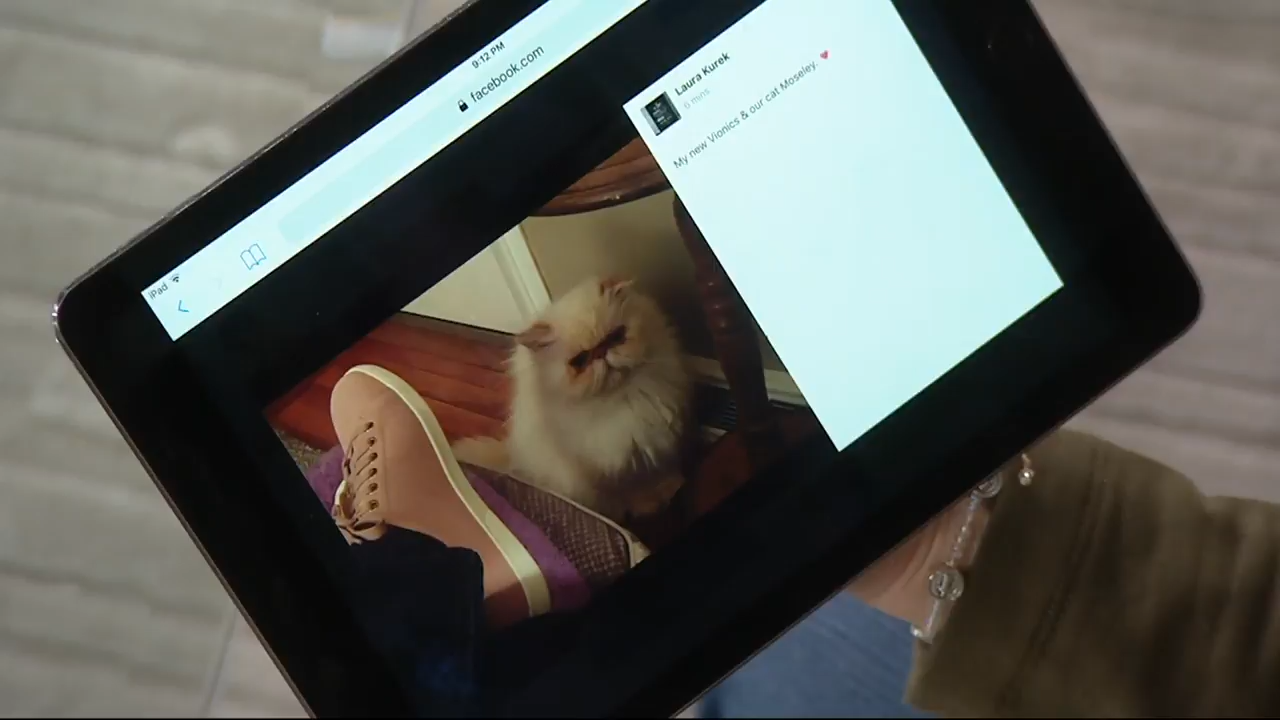 iPad
9:12 PM
facebook.com
Laura Kurek
6 mins
My new Vionics & our cat Moseley. ❤️